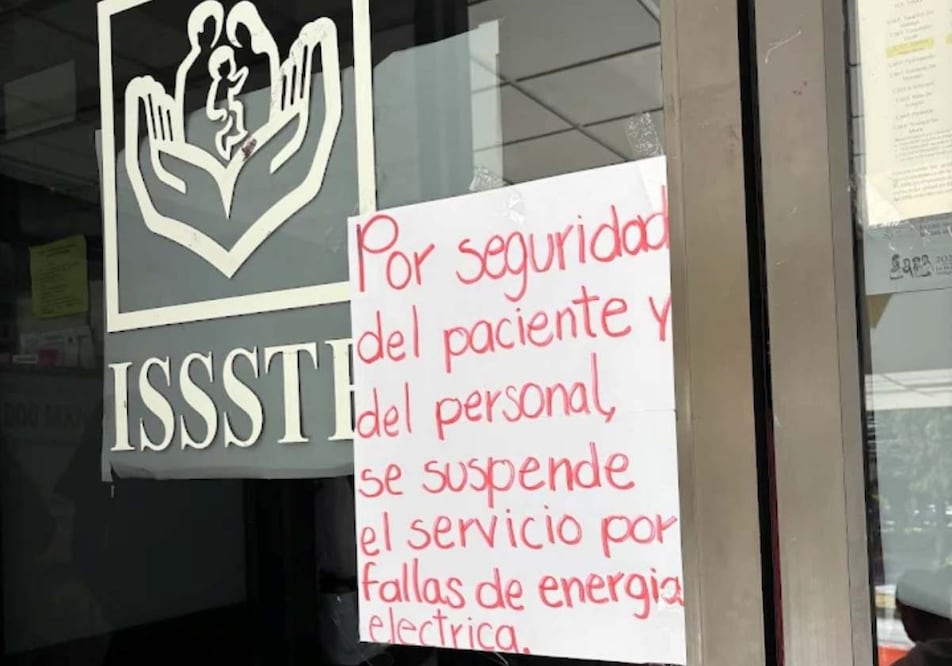 ISSSTE
Por seguridad
del paciente y
del personal,
se suspende
el servicio por
fallas de energia
electrica.